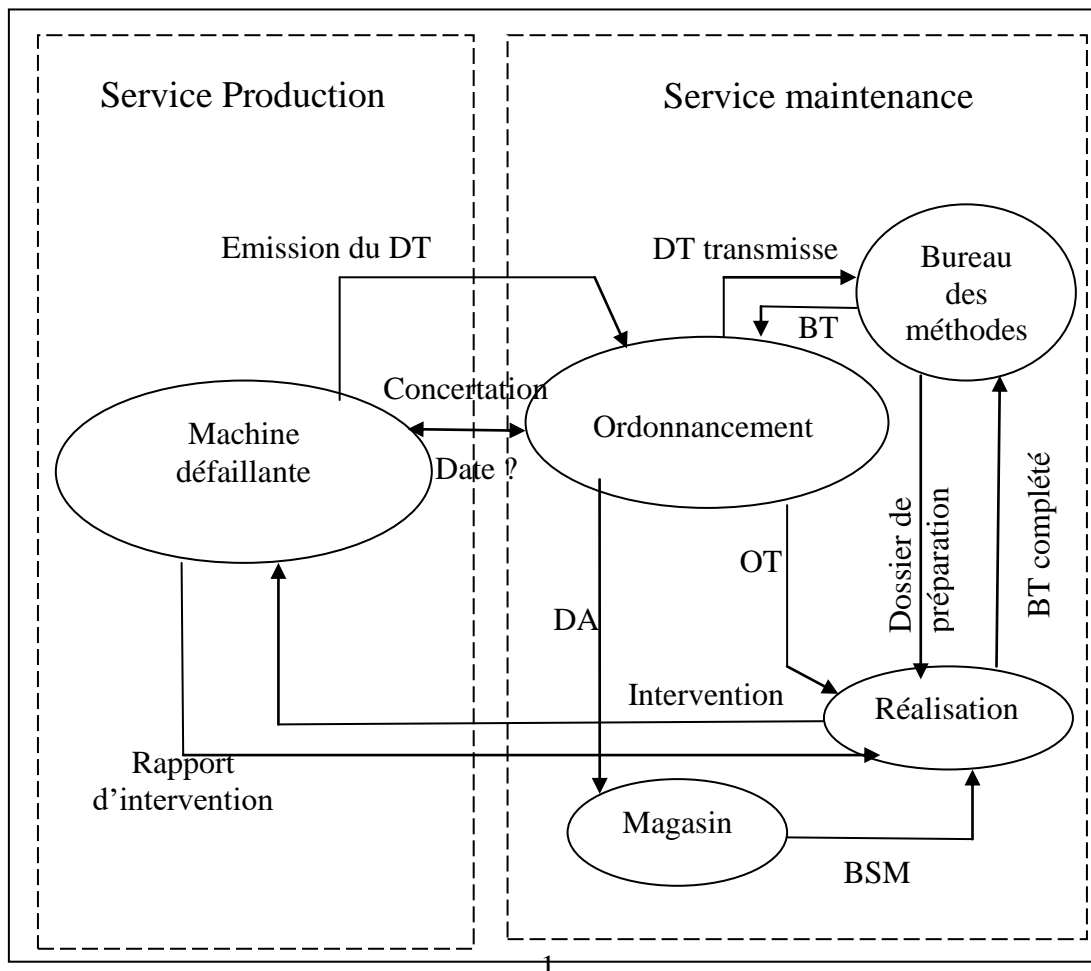 Service Production
Service maintenance
Emission du DT
DT transmisse
Bureau
des
méthodes
BT
Concertation
Machine
défaillante
Ordonnancement
Date ?
OT
DA
Dossier de
préparation
BT complété
Intervention
Réalisation
Rapport
d’intervention
Magasin
BSM
1